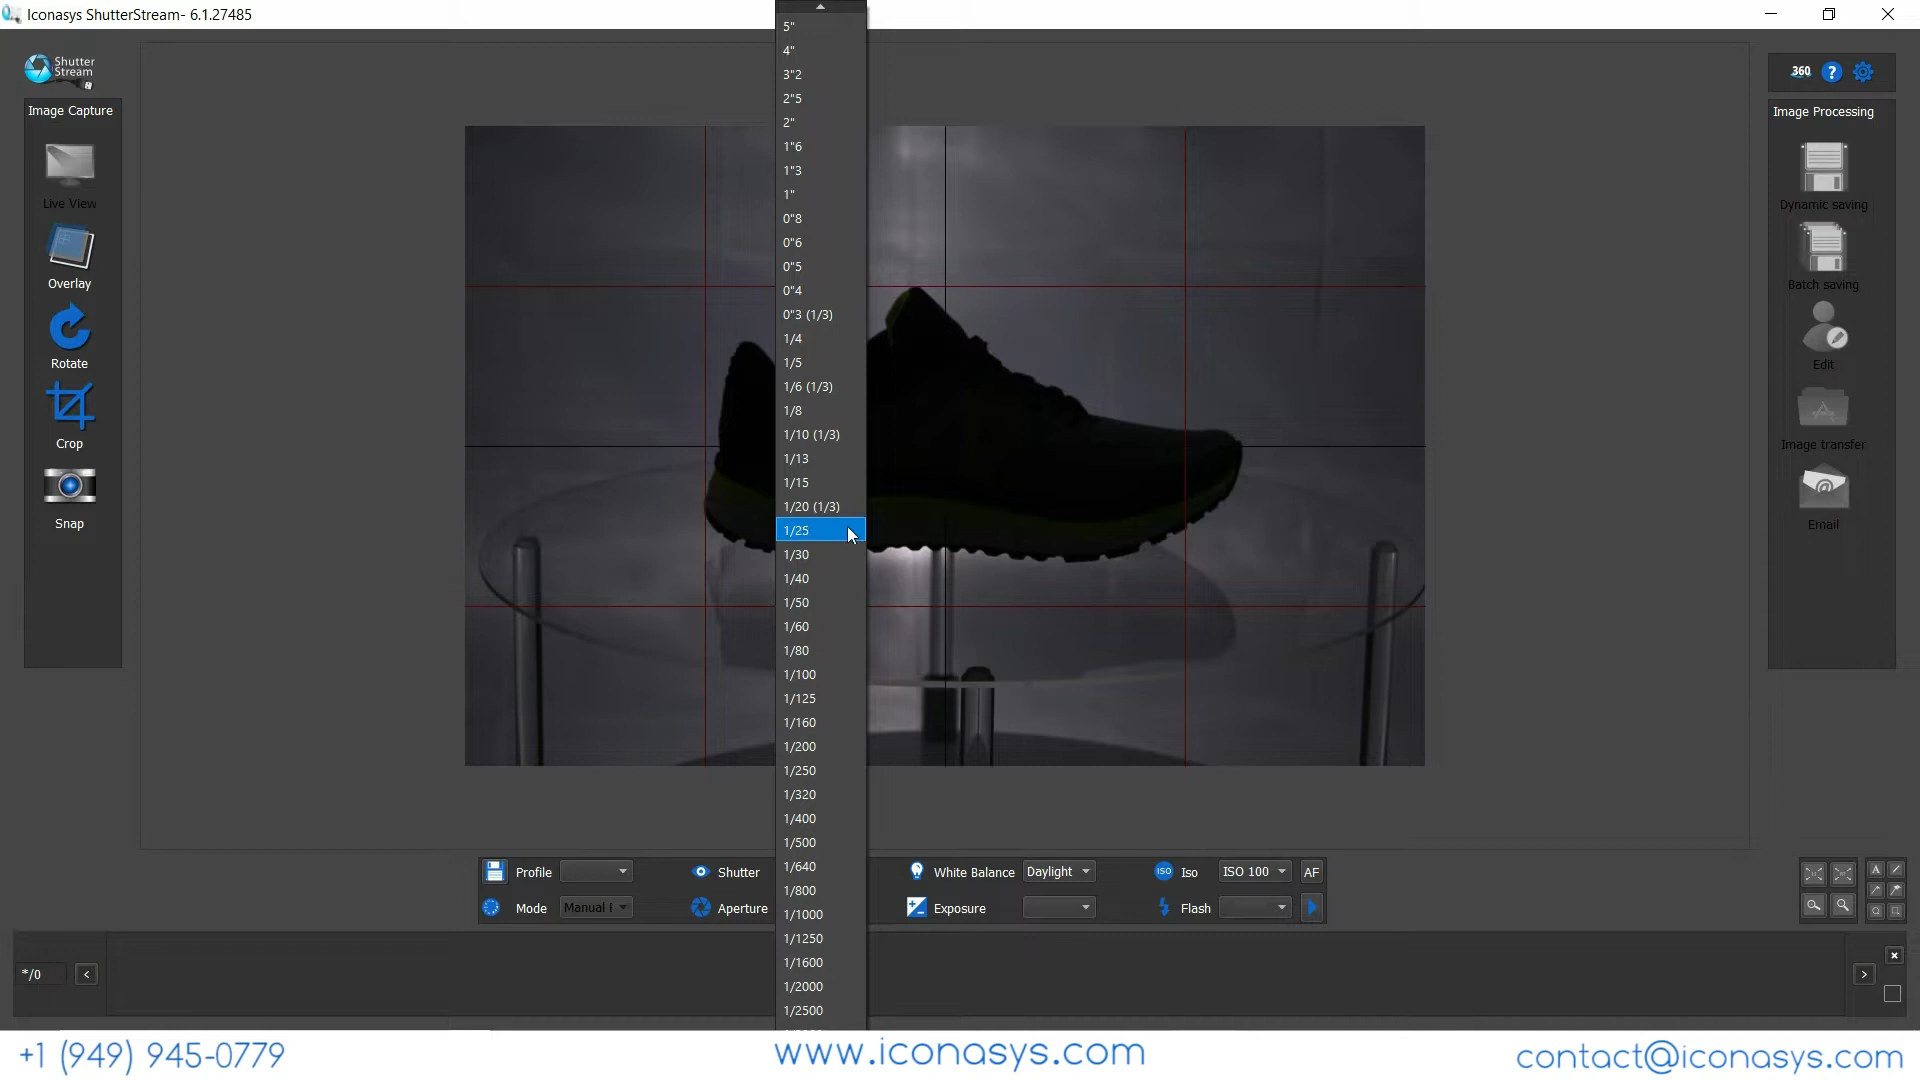 Iconasys ShutterStream- 6.1.27485
Shutter
Stream
Image Capture
Live View
Overlay
Rotate
Crop
Snap
5"
4"
3"2
2"5
2"
1"6
1"3
1"
0"8
0"6
0"5
0"4
0"3 (1/3)
1/4
1/5
1/6 (1/3)
1/8
1/10 (1/3)
1/13
1/15
1/20 (1/3)
1/25
1/30
1/40
1/50
1/60
1/80
1/100
1/125
1/160
1/200
1/250
1/320
1/400
1/500
1/640
1/800
1/1000
1/1250
1/1600
1/2000
1/2500
360 ?
Image Processing
Dynamic saving
Batch saving
Edit
Image transfer
Email
Profile Shutter White Balance Daylight ISO Iso ISO 100 AF
Mode Manual Aperture Exposure Flash
*/0 < >
+1 (949) 945-0779
www.iconasys.com
contact@iconasys.com